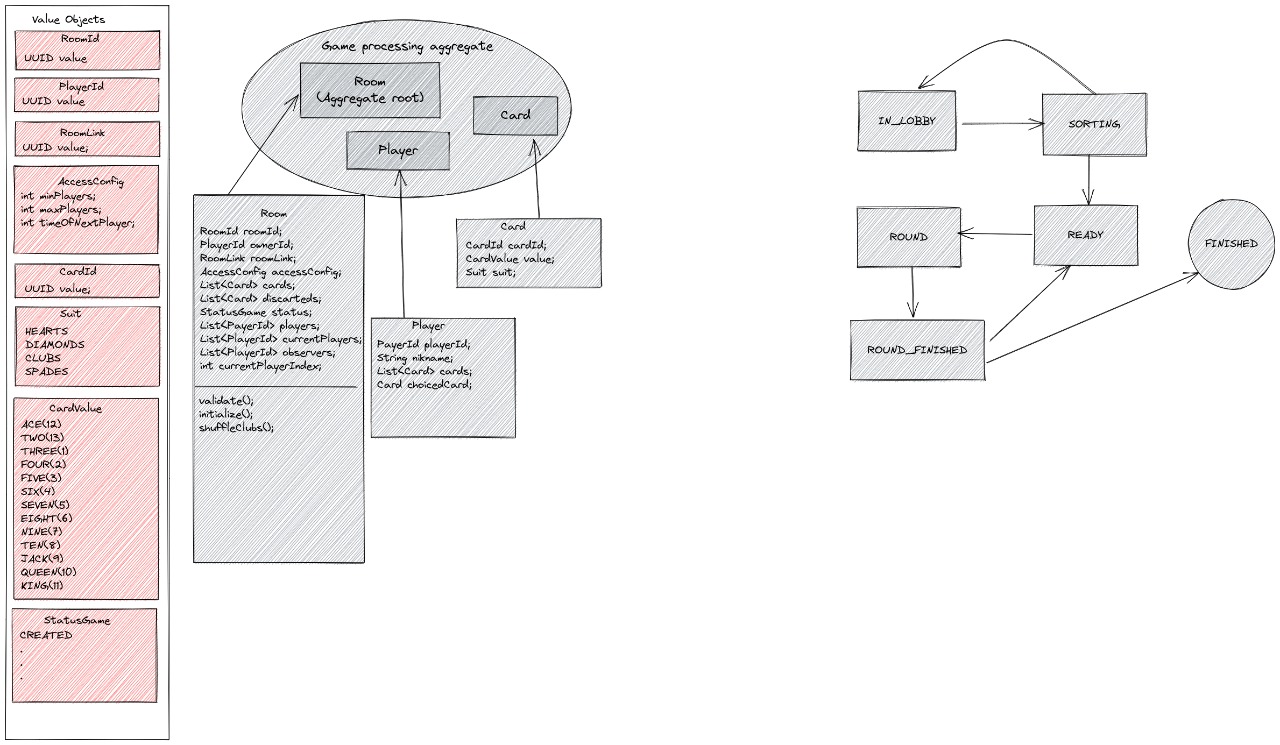 Value Objects
RoomId
UUID value
PlayerId
UUID value
RoomLink
UUID value;
AccessConfig
int minPlayers;
int maxPlayers;
int timeOfNextPlayer;
CardId
UUID value;
Suit
HEARTS
DIAMONDS
CLUBS
SPADES
CardValue
ACE(12)
TWO(13)
THREE(1)
FOUR(2)
FIVE(3)
SIX(4)
SEVEN(5)
EIGHT(6)
NINE(7)
TEN(8)
JACK(9)
QUEEN(10)
KING(11)
StatusGame
CREATED
.
.
.
Game processing aggregate
Room
(Aggregate root)
Card
Player
Room
RoomId roomId;
PlayerId ownerId;
RoomLink roomLink;
AccessConfig accessConfig;
List<Card> cards;
List<Card> discarteds;
StatusGame status;
List<PayerId> players;
List<PlayerId> currentPlayers;
List<PlayerId> observers;
int currentPlayerIndex;
validate();
initialize();
shuffleClubs();
Card
CardId cardId;
CardValue value;
Suit suit;
Player
PayerId playerId;
String nikname;
List<Card> cards;
Card choicedCard;
IN_LOBBY
SORTING
ROUND
READY
FINISHED
ROUND_FINISHED